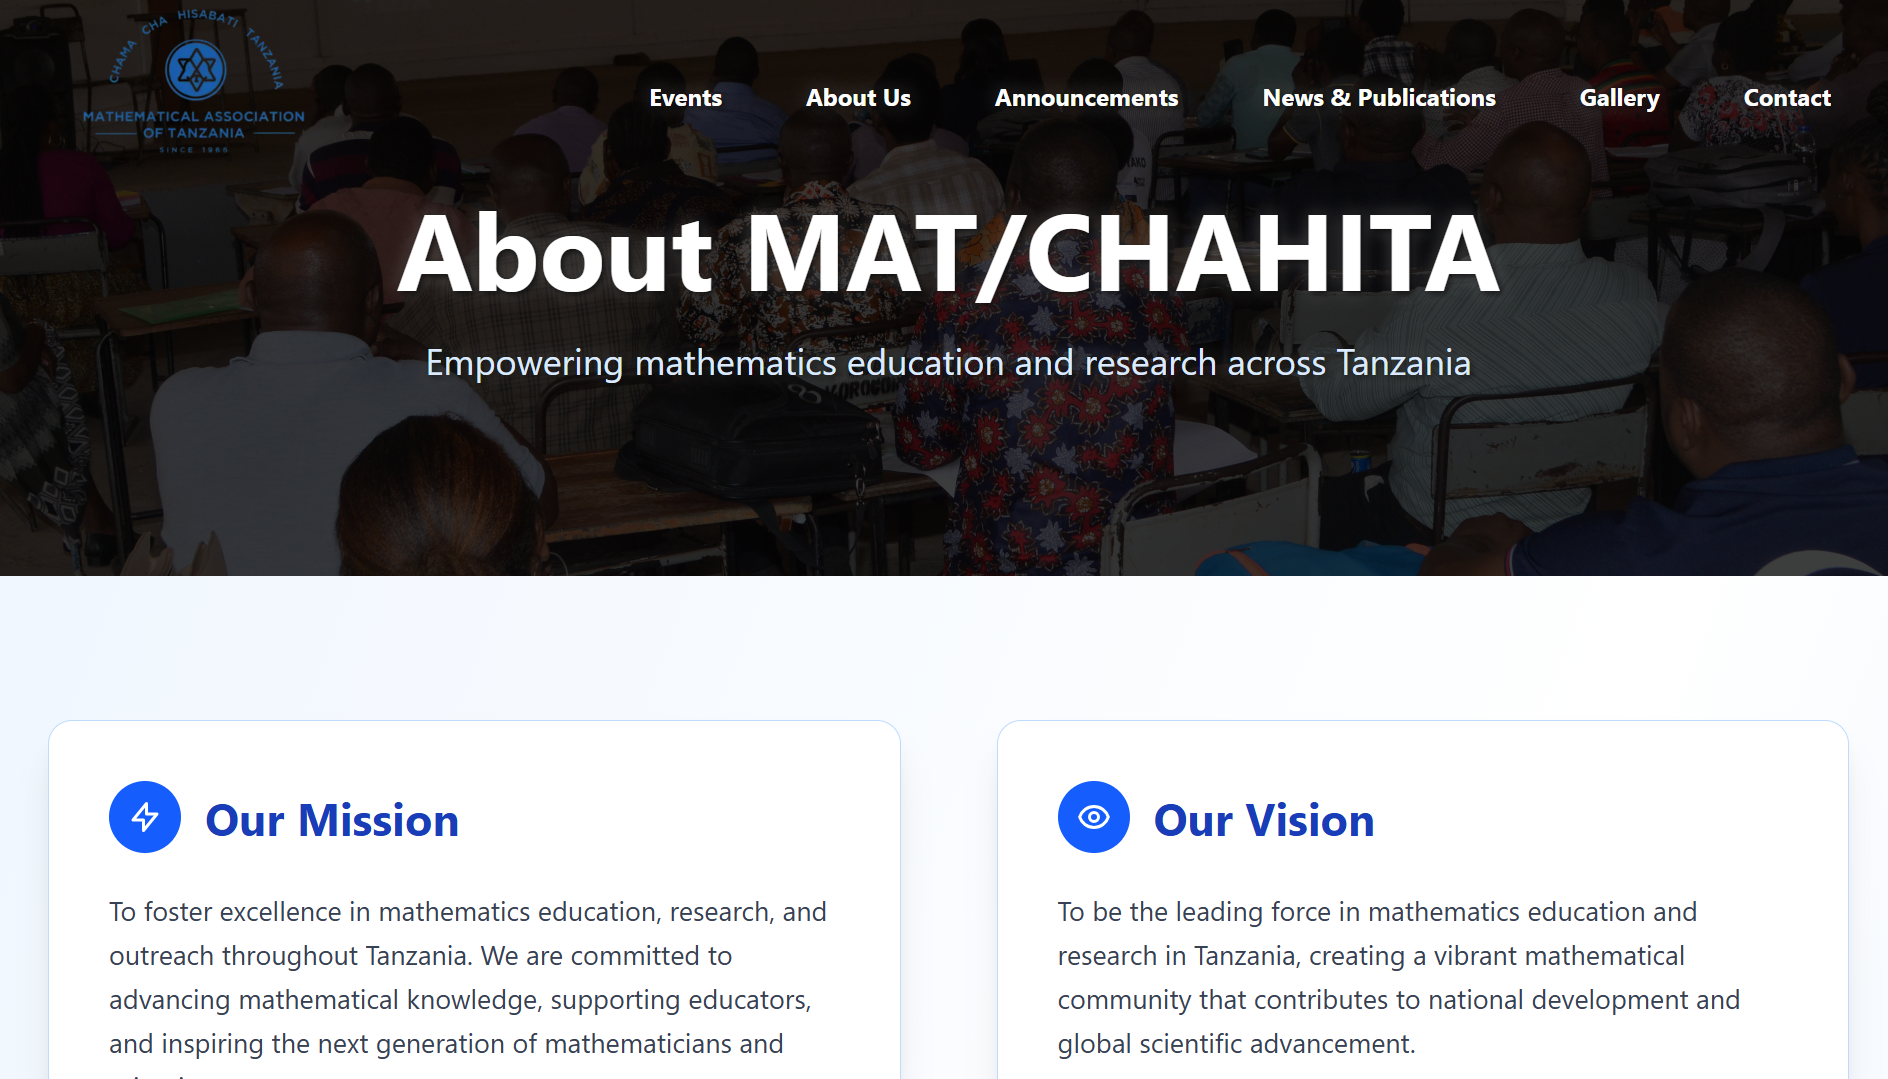 CHAMA CHA HISABATI TANZANIA
MATHEMATICAL ASSOCIATION
OF TANZANIA
SINCE 1966
Events
About Us
Announcements
News & Publications
Gallery
Contact
About MAT/CHAHITA
Empowering mathematics education and research across Tanzania
Our Mission
To foster excellence in mathematics education, research, and
outreach throughout Tanzania. We are committed to
advancing mathematical knowledge, supporting educators,
and inspiring the next generation of mathematicians and
Our Vision
To be the leading force in mathematics education and
research in Tanzania, creating a vibrant mathematical
community that contributes to national development and
global scientific advancement.